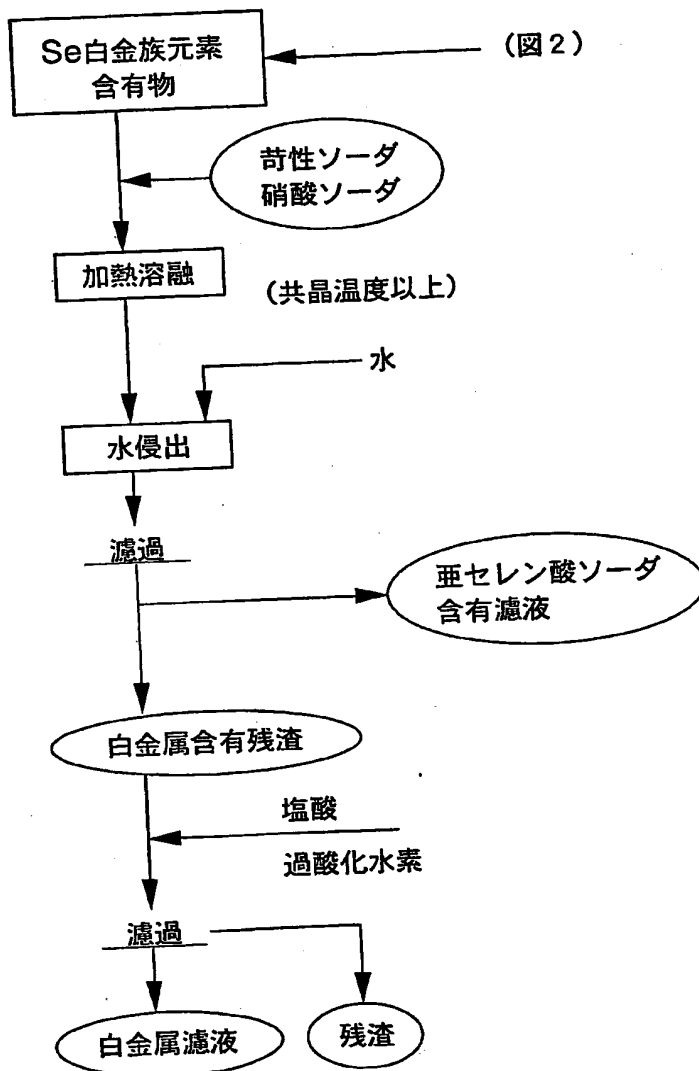 Se白金族元素
含有物
(図2)
苛性ソーダ
硝酸ソーダ
加熱溶融
(共晶温度以上)
水
水侵出
濾過
亜セレン酸ソーダ
含有濾液
白金属含有残渣
塩酸
過酸化水素
濾過
白金属濾液
残渣